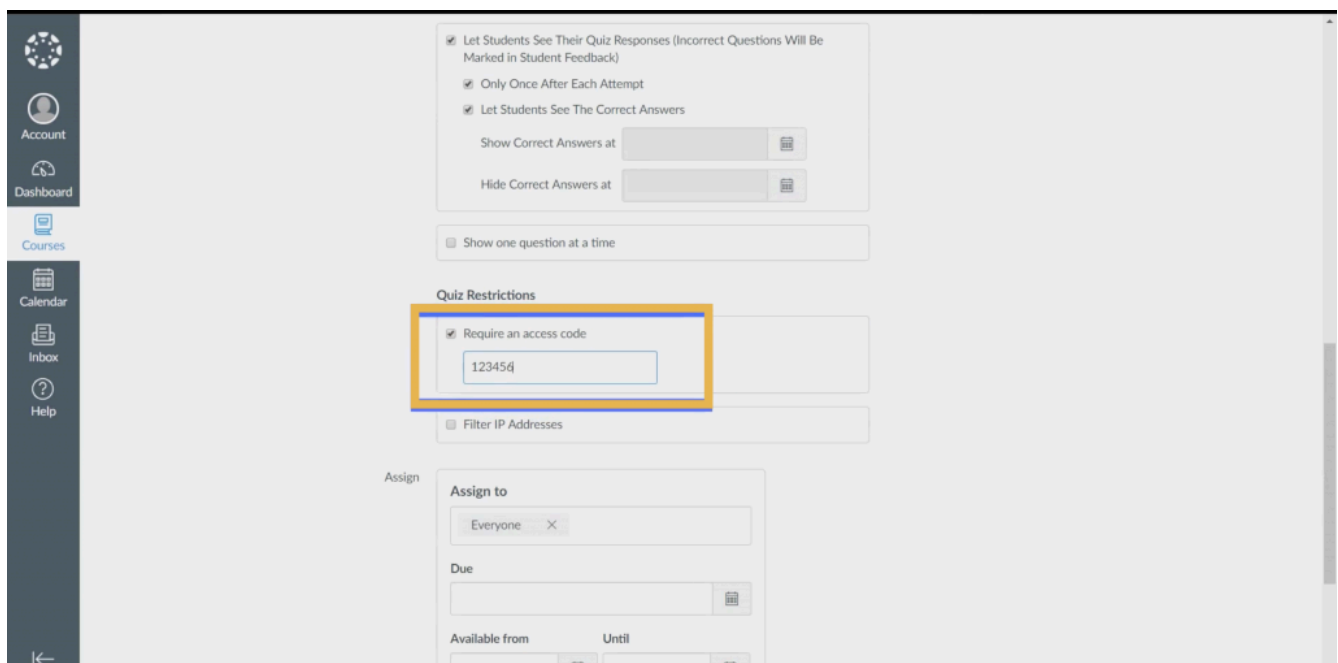 Account
Dashboard
Courses
Calendar
Inbox
Help
Let Students See Their Quiz Responses (Incorrect Questions Will Be
Marked in Student Feedback)
Only Once After Each Attempt
Let Students See The Correct Answers
Show Correct Answers at
Hide Correct Answers at
Show one question at a time
Quiz Restrictions
Require an access code
123456
Filter IP Addresses
Assign
Assign to
Everyone
Due
Available from Until